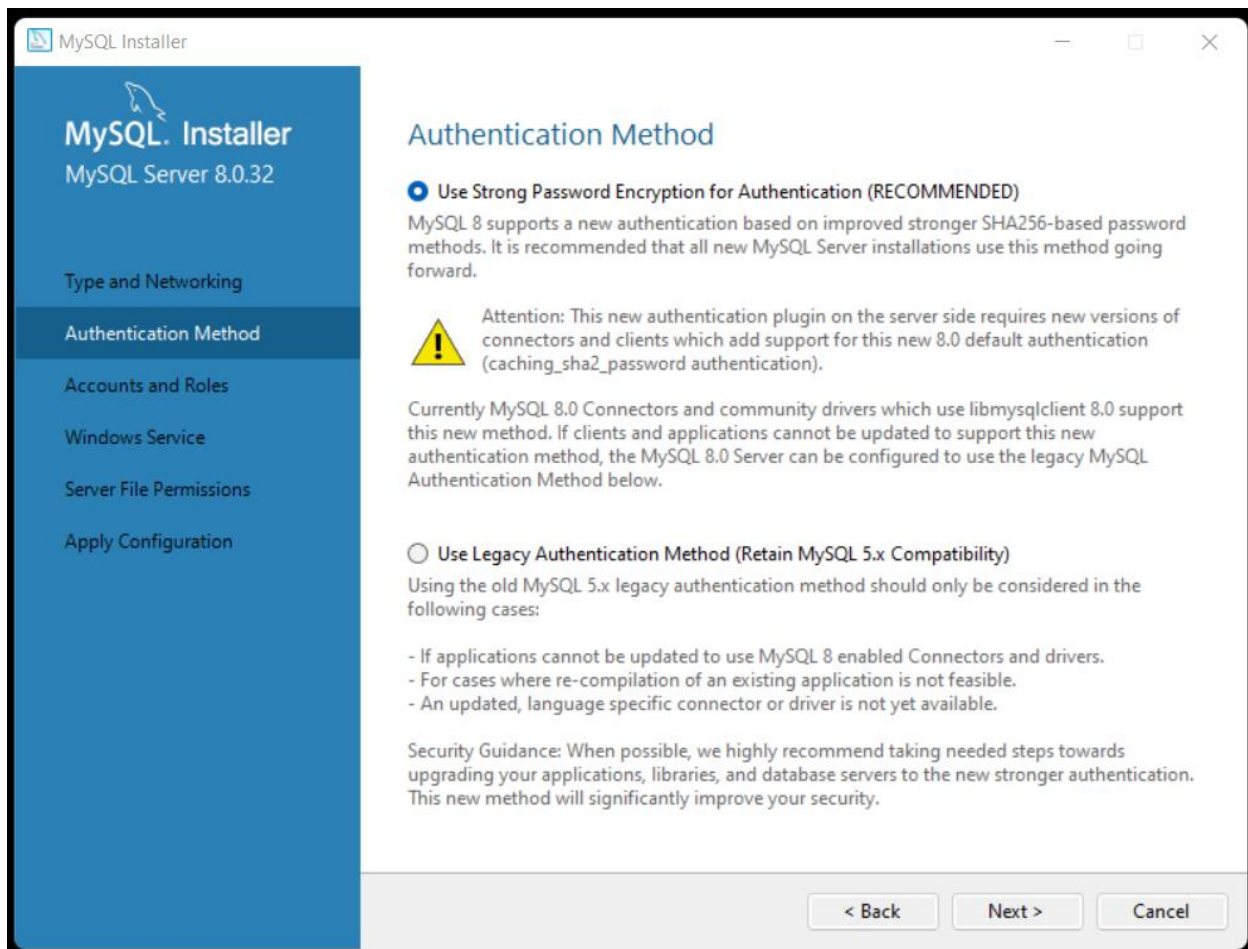 MySQL Installer
MySQL. Installer
MySQL Server 8.0.32
Type and Networking
Authentication Method
Accounts and Roles
Windows Service
Server File Permissions
Apply Configuration
Authentication Method
Use Strong Password Encryption for Authentication (RECOMMENDED)
MySQL 8 supports a new authentication based on improved stronger SHA256-based password
methods. It is recommended that all new MySQL Server installations use this method going
forward.
Attention: This new authentication plugin on the server side requires new versions of
connectors and clients which add support for this new 8.0 default authentication
(caching_sha2_password authentication).
Currently MySQL 8.0 Connectors and community drivers which use libmysqlclient 8.0 support
this new method. If clients and applications cannot be updated to support this new
authentication method, the MySQL 8.0 Server can be configured to use the legacy MySQL
Authentication Method below.
Use Legacy Authentication Method (Retain MySQL 5.x Compatibility)
Using the old MySQL 5.x legacy authentication method should only be considered in the
following cases:
- If applications cannot be updated to use MySQL 8 enabled Connectors and drivers.
- For cases where re-compilation of an existing application is not feasible.
- An updated, language specific connector or driver is not yet available.
Security Guidance: When possible, we highly recommend taking needed steps towards
upgrading your applications, libraries, and database servers to the new stronger authentication.
This new method will significantly improve your security.
< Back Next > Cancel